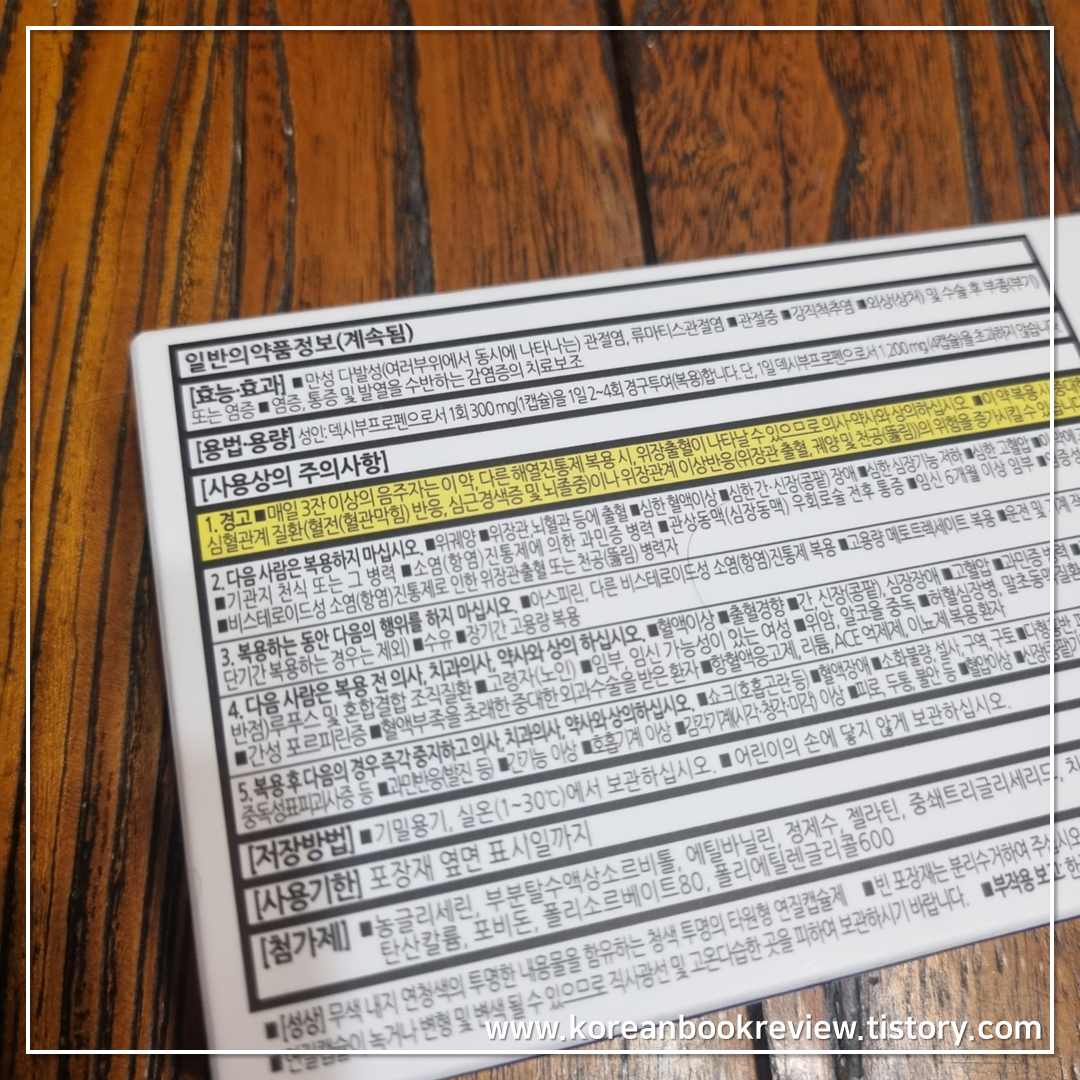 일반의약품정보(계속됨)
[효능·효과] ■만성 다발성(여러부위에서 동시에 나타나는) 관절염, 류마티스관절염 ■관절증 ■강직척추염 ■외상(상처) 및 수술 후 부종(부기)
또는 염증 ■염증, 통증 및 발열을 수반하는 감염증의 치료보조
[용법·용량] 성인: 덱시부프로펜으로서 1회 300mg(1캡슐)을 1일 2~4회 경구투여(복용)합니다. 단, 1일 덱시부프로펜으로서 1,200mg(4캡슐)을 초과하지 않습니다
[사용상의 주의사항]
1. 경고 ■매일 3잔 이상의 음주자는 이 약, 다른 해열진통제 복용 시 위장출혈이 나타날 수 있으므로 의사·약사와 상의하십시오. ■이 약 복용 시 중대한
심혈관계 질환(혈전(혈관막힘) 반응, 심근경색증 및 뇌졸중)이나 위장관계 이상반응(위장관 출혈, 궤양 및 천공(뚫림))의 위험을 증가시킬 수 있습니다
2. 다음 사람은 복용하지 마십시오. ■위궤양 ■위장관, 뇌혈관 등에 출혈 ■심한 혈액이상 ■심한 간·신장(콩팥) 장애 ■심한 심장기능 저하 ■심한 고혈압 ■이 약에
■기관지 천식 또는 그 병력 ■소염(항염)진통제에 의한 과민증 병력 ■관상동맥(심장동맥) 우회로술 전후 통증 ■임신 6개월 이상 임부
■비스테로이드성 소염(항염)진통제로 인한 위장관출혈 또는 천공(뚫림) 병력자
3. 복용하는 동안 다음의 행위를 하지 마십시오. ■아스피린, 다른 비스테로이드성 소염(항염)진통제 복용 ■고용량 메토트렉세이트 복용 ■운전 및 기계
단기간 복용하는 경우는 제외) ■수유 ■장기간 고용량 복용
4. 다음 사람은 복용 전 의사, 치과의사, 약사와 상의 하십시오. ■혈액이상 ■출혈경향 ■간, 신장(콩팥), 심장장애 ■고혈압 ■과민증 병력
반점)루푸스 및 혼합결합 조직질환 ■고령자(노인) ■임부, 임신 가능성이 있는 여성 ■위염, 알코올 중독 ■허혈심장병, 말초동맥질환
■간성 포르피린증 ■혈액부족을 초래한 중대한 외과수술을 받은 환자 ■항혈액응고제, 리튬, ACE 억제제, 이뇨제 복용 환자
5. 복용 후 다음의 경우 즉각 중지하고 의사, 치과의사, 약사와 상의하십시오. ■쇼크(호흡곤란 등) ■혈액장애 ■소화불량, 설사, 구역, 구토
중독성표피괴사증 등 ■과민반응(발진 등) ■간기능 이상 ■호흡기계 이상 ■감각기계(시각·청각·미각) 이상 ■피로, 두통, 불안 등 ■혈압이상
[저장방법] ■기밀용기, 실온(1~30℃)에서 보관하십시오. ■어린이의 손에 닿지 않게 보관하십시오.
[사용기한] 포장재 옆면 표시일까지
[첨가제] ■농글리세린, 부분탈수액상소르비톨, 에틸바닐린, 정제수, 젤라틴, 중쇄트리글리세리드,
탄산칼륨, 포비돈, 폴리소르베이트80, 폴리에틸렌글리콜600
■[성상] 무색 내지 연청색의 투명한 내용물을 함유하는 청색 투명의 타원형 연질캡슐제 ■빈 포장재는 분리수거하여 주십시오
■연질캡슐이 녹거나 변형 및 변색 될 수 있으므로 직사광선 및 고온다습한 곳을 피하여 보관하시기 바랍니다. ■부작용 보고:
www.koreanbookreview.tistory.com